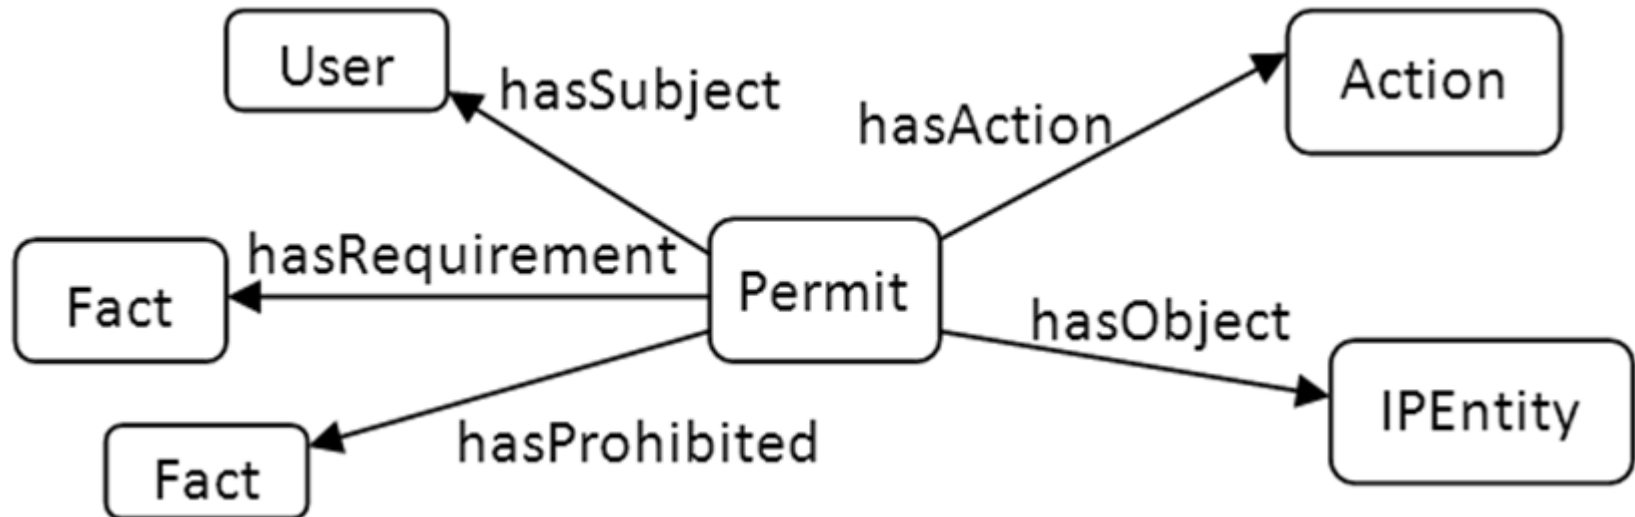 User
hasSubject
hasAction
Action
hasRequirement
Fact
Permit
hasObject
IPEntity
hasProhibited
Fact